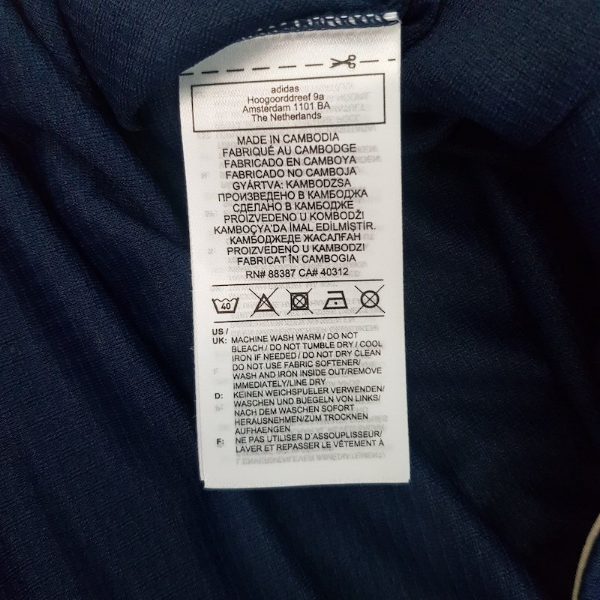 adidas
Hoogoorddreef 9a
Amsterdam 1101 BA
The Netherlands
MADE IN CAMBODIA
FABRIQUÉ AU CAMBODGE
FABRICADO EN CAMBOYA
FABRICADO NO CAMBOJA
GYÁRTVA: KAMBODZSA
ПРОИЗВЕДЕНО В КАМБОДЖА
СДЕЛАНО В КАМБОДЖЕ
PROIZVEDENO U KOMBODŽI
KAMBOÇYA'DA İMAL EDİLMİŞTİR.
КАМБОДЖЕДЕ ЖАСАЛҒАН
PROIZVEDENO U KAMBODZI
FABRICAT ÎN CAMBOGIA
RN# 88387 CA# 40312
40
US /
UK: MACHINE WASH WARM / DO NOT
BLEACH / DO NOT TUMBLE DRY / COOL
IRON IF NEEDED / DO NOT DRY CLEAN
DO NOT USE FABRIC SOFTENER/
WASH AND IRON INSIDE OUT/REMOVE
IMMEDIATELY/LINE DRY
D: KEINEN WEICHSPUELER VERWENDEN/
WASCHEN UND BUEGELN VON LINKS/
NACH DEM WASCHEN SOFORT
HERAUSNEHMEN/ZUM TROCKNEN
AUFHAENGEN
F: NE PAS UTILISER D'ASSOUPLISEUR/
LAVER ET REPASSER LE VÊTEMENT À